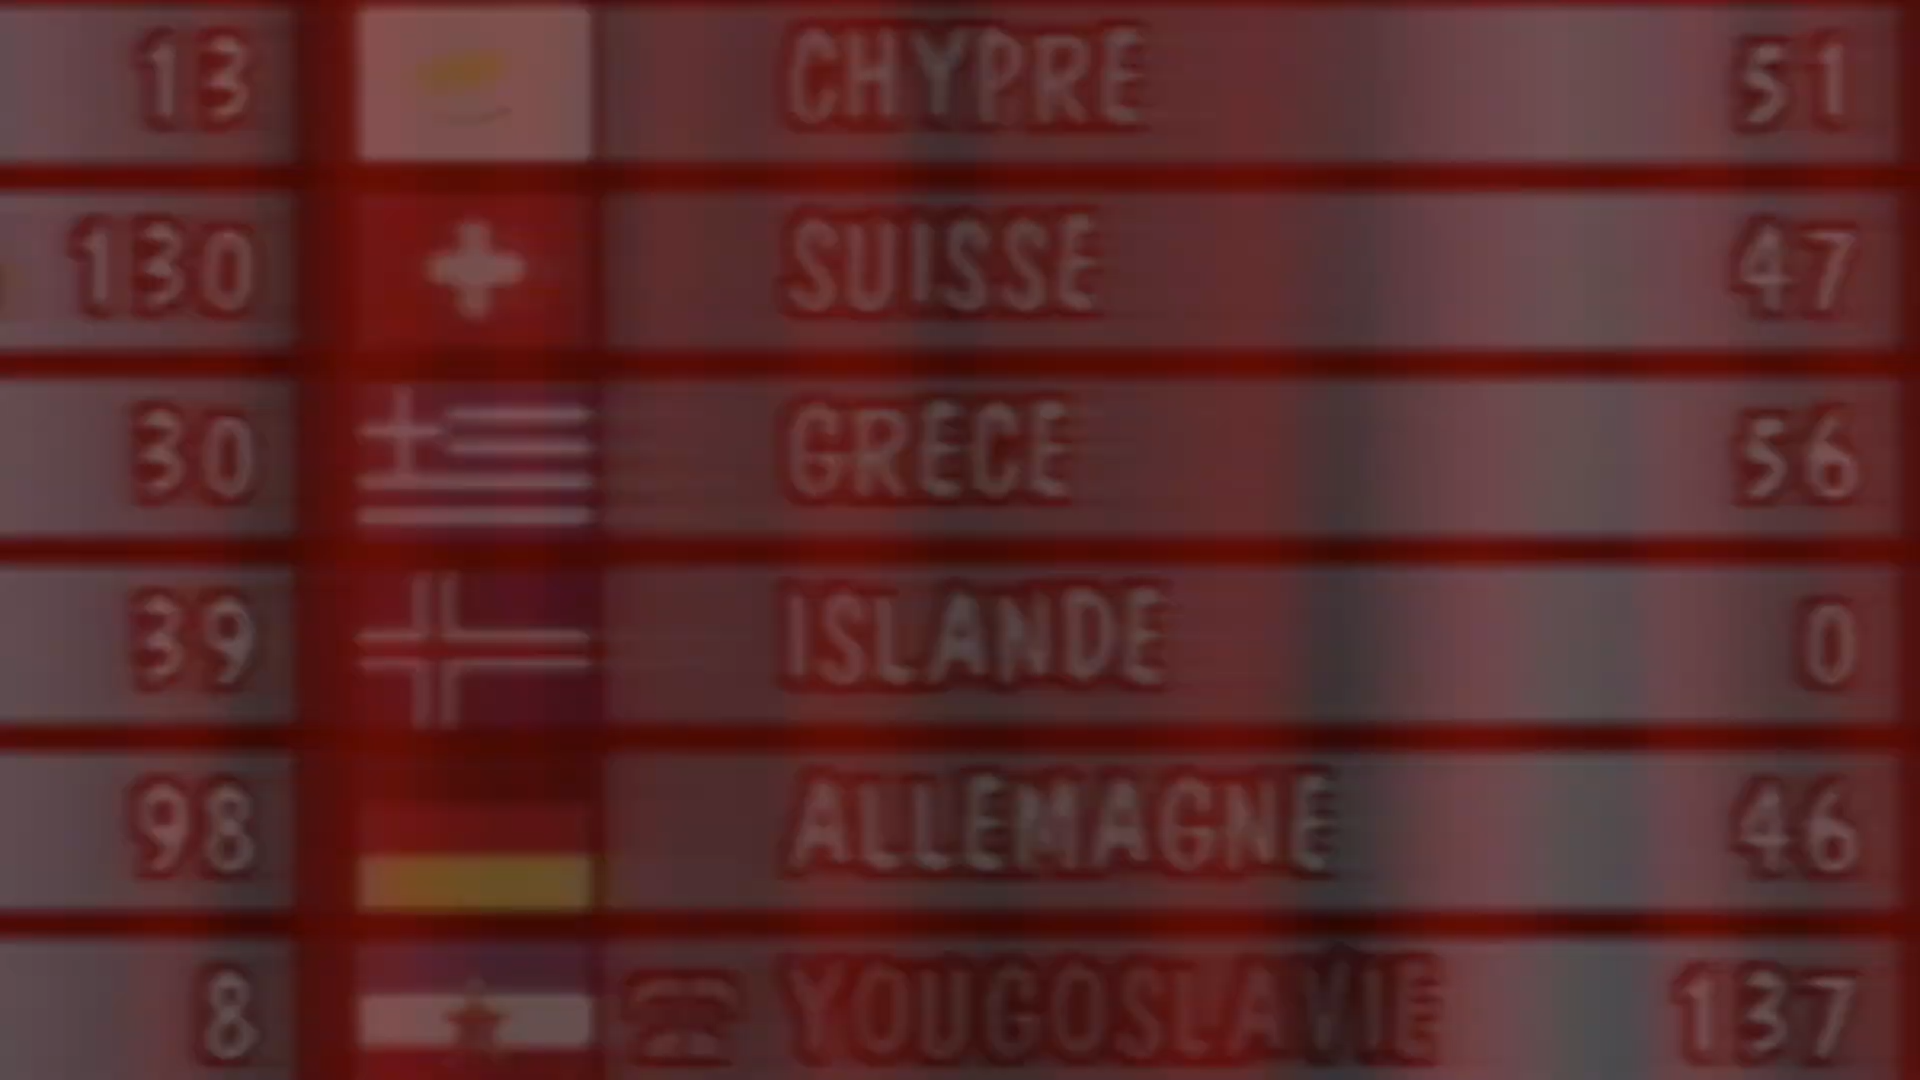 13 CHYPRE 51
130 SUISSE 47
30 GRECE 56
39 ISLANDE 0
98 ALLEMAGNE 46
8 YOUGOSLAVIE 137